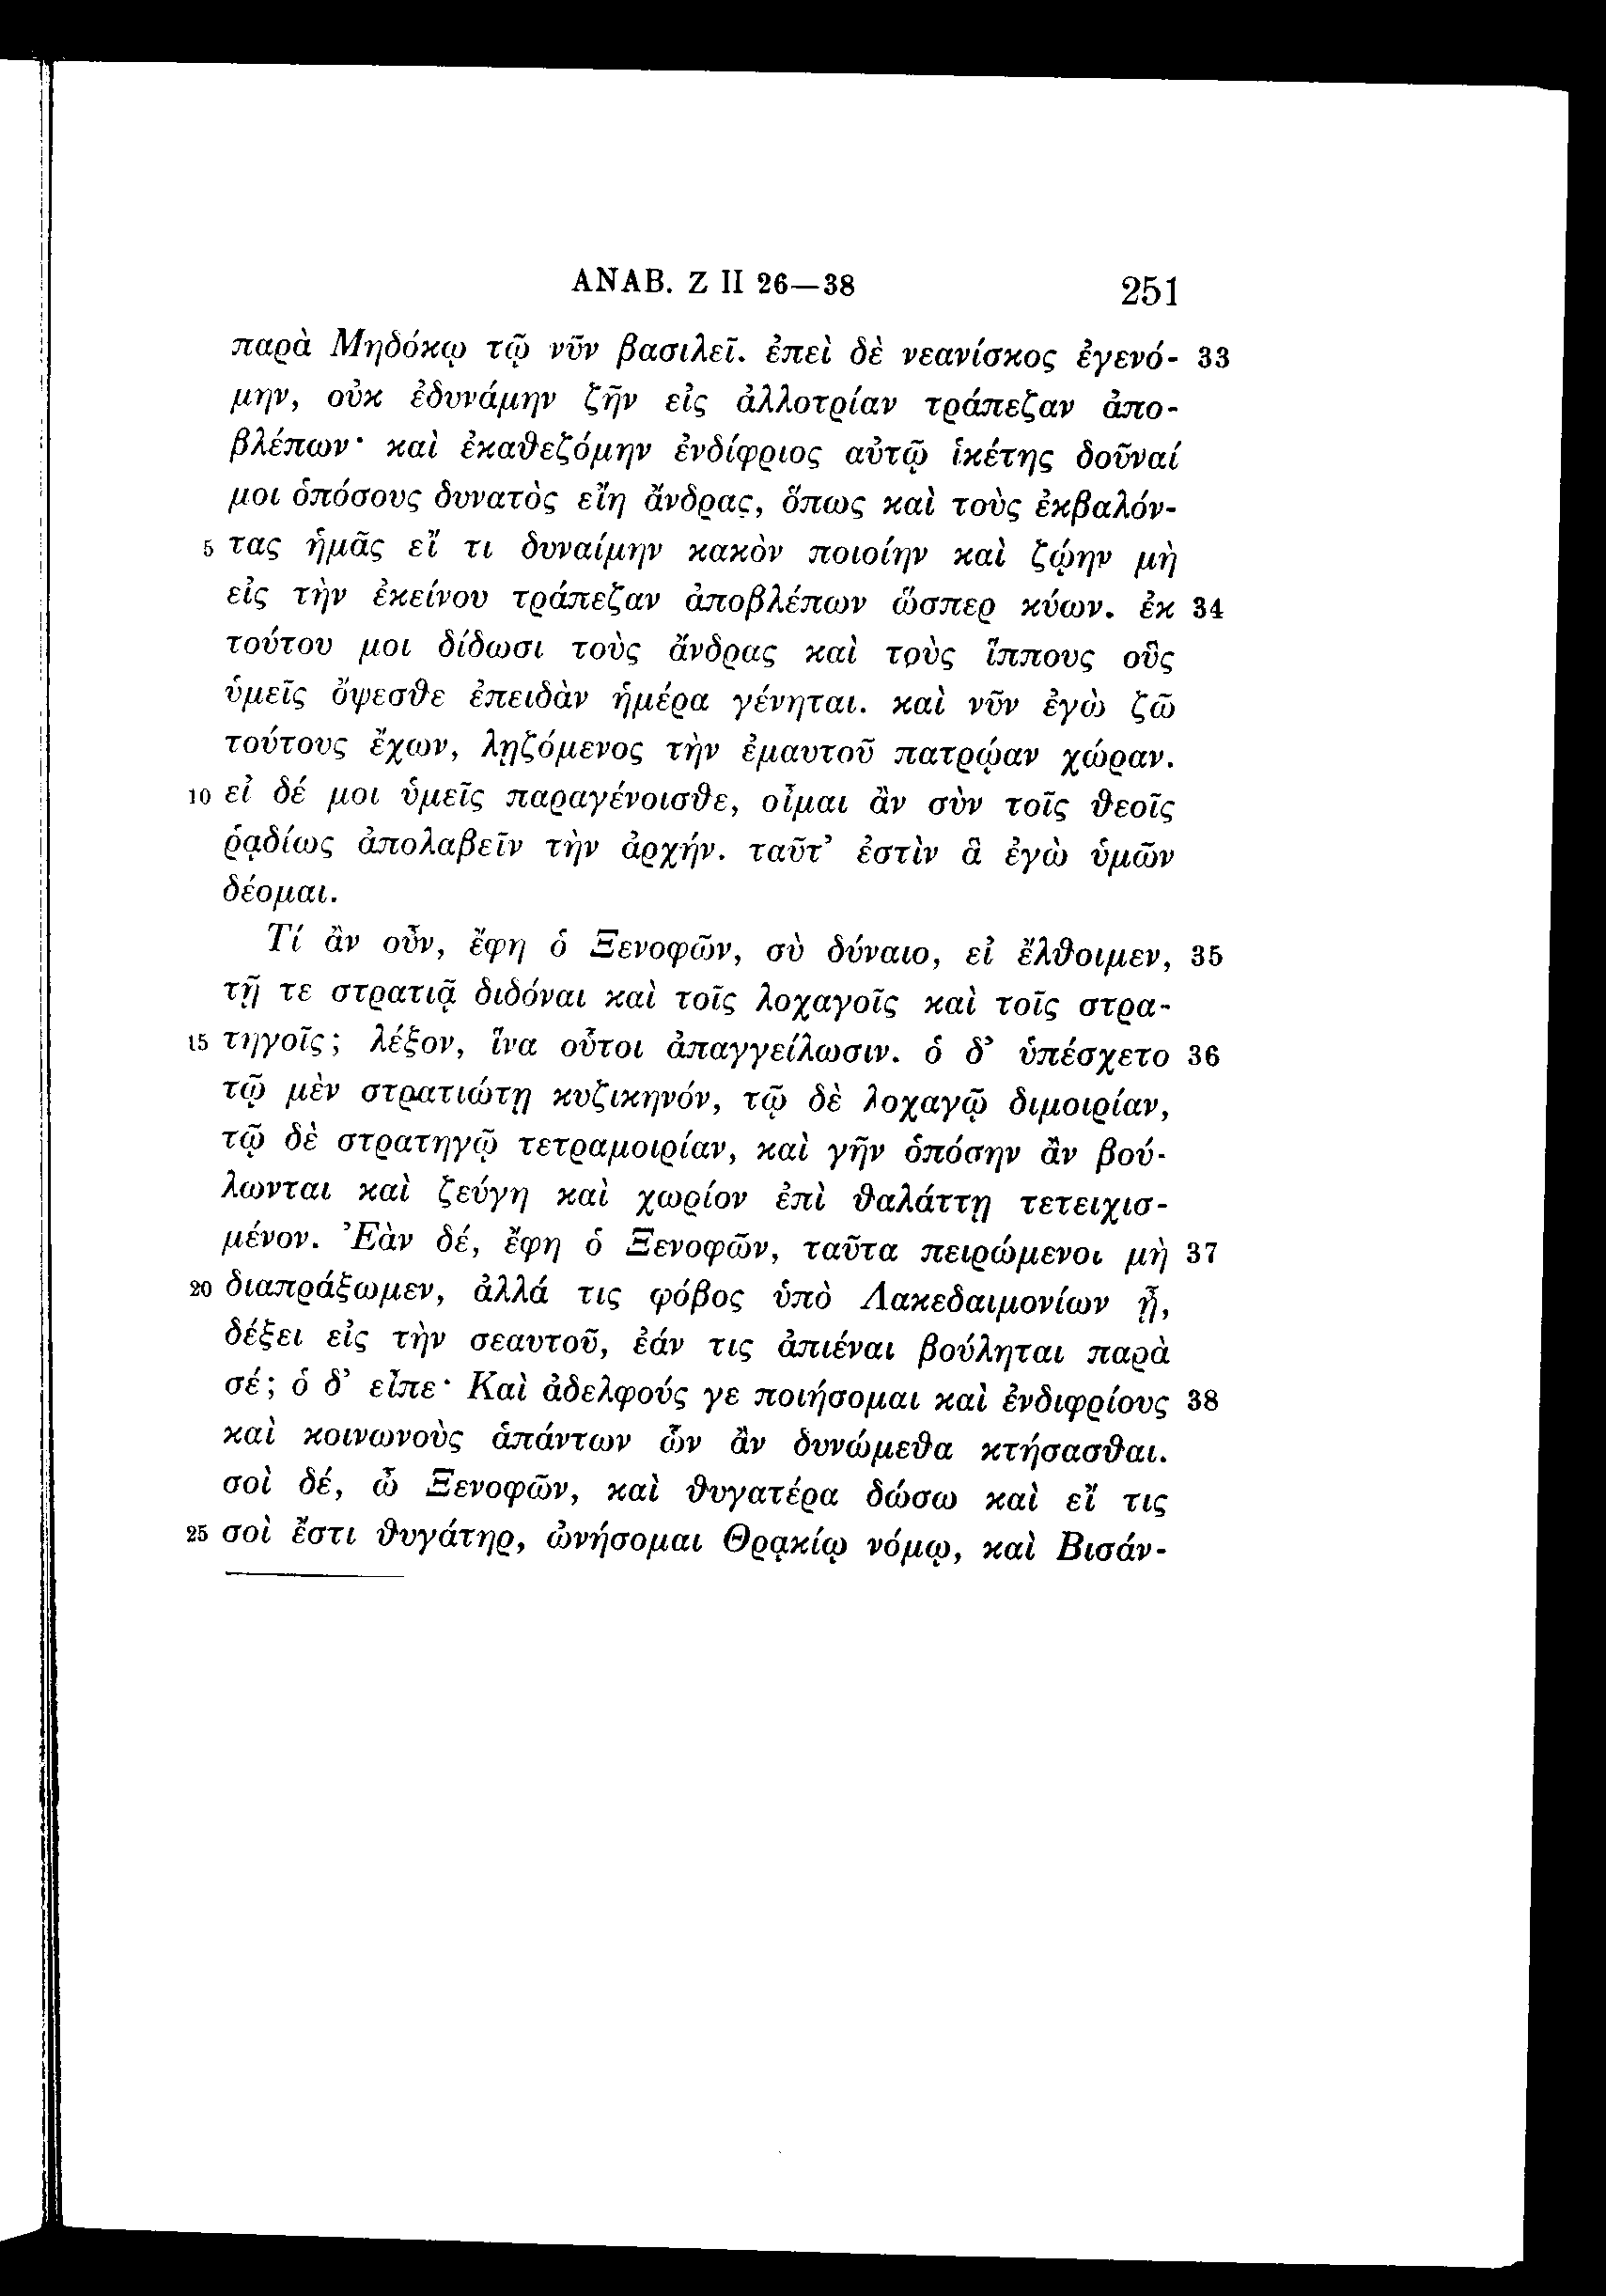 ANAB. Z II 26—38 251
παρὰ Μηδόκῳ τῷ νῦν βασιλεῖ. ἐπεὶ δὲ νεανίσκος ἐγενό- 33
μην, οὐκ ἐδυνάμην ζῆν εἰς ἀλλοτρίαν τράπεζαν ἀπο-
βλέπων· καὶ ἐκαθεζόμην ἐνδίφριος αὐτῷ ἱκέτης δοῦναί
μοι ὁπόσους δυνατὸς εἴη ἄνδρας, ὅπως καὶ τοὺς ἐκβαλόν-
5 τας ἡμᾶς εἴ τι δυναίμην κακὸν ποιοίην καὶ ζῴην μὴ
εἰς τὴν ἐκείνου τράπεζαν ἀποβλέπων ὥσπερ κύων. ἐκ 34
τούτου μοι δίδωσι τοὺς ἄνδρας καὶ τοὺς ἵππους οὓς
ὑμεῖς ὄψεσθε ἐπειδὰν ἡμέρα γένηται. καὶ νῦν ἐγὼ ζῶ
τούτους ἔχων, λῃζόμενος τὴν ἐμαυτοῦ πατρῴαν χώραν.
10 εἰ δέ μοι ὑμεῖς παραγένοισθε, οἶμαι ἂν σὺν τοῖς θεοῖς
ῥᾳδίως ἀπολαβεῖν τὴν ἀρχήν. ταῦτ’ ἐστὶν ἃ ἐγὼ ὑμῶν
δέομαι.
Τί ἂν οὖν, ἔφη ὁ Ξενοφῶν, σὺ δύναιο, εἰ ἔλθοιμεν, 35
τῇ τε στρατιᾷ διδόναι καὶ τοῖς λοχαγοῖς καὶ τοῖς στρα-
15 τηγοῖς; λέξον, ἵνα οὗτοι ἀπαγγείλωσιν. ὁ δ’ ὑπέσχετο 36
τῷ μὲν στρατιώτῃ κυζικηνόν, τῷ δὲ λοχαγῷ διμοιρίαν,
τῷ δὲ στρατηγῷ τετραμοιρίαν, καὶ γῆν ὁπόσην ἂν βού-
λωνται καὶ ζεύγη καὶ χωρίον ἐπὶ θαλάττῃ τετειχισ-
μένον. Ἐὰν δέ, ἔφη ὁ Ξενοφῶν, ταῦτα πειρώμενοι μὴ 37
20 διαπράξωμεν, ἀλλά τις φόβος ὑπὸ Λακεδαιμονίων ᾖ,
δέξει εἰς τὴν σεαυτοῦ, ἐάν τις ἀπιέναι βούληται παρὰ
σέ; ὁ δ’ εἶπε· Καὶ ἀδελφούς γε ποιήσομαι καὶ ἐνδιφρίους 38
καὶ κοινωνοὺς ἁπάντων ὧν ἂν δυνώμεθα κτήσασθαι.
σοὶ δέ, ὦ Ξενοφῶν, καὶ θυγατέρα δώσω καὶ εἴ τις
25 σοὶ ἔστι θυγάτηρ, ὠνήσομαι Θρᾳκίῳ νόμῳ, καὶ Βισάν-